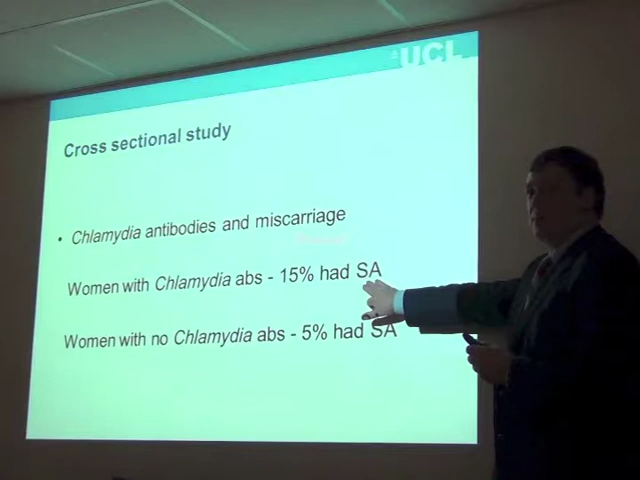 UCL
Cross sectional study
• Chlamydia antibodies and miscarriage
Women with Chlamydia abs - 15% had SA
Women with no Chlamydia abs - 5% had SA